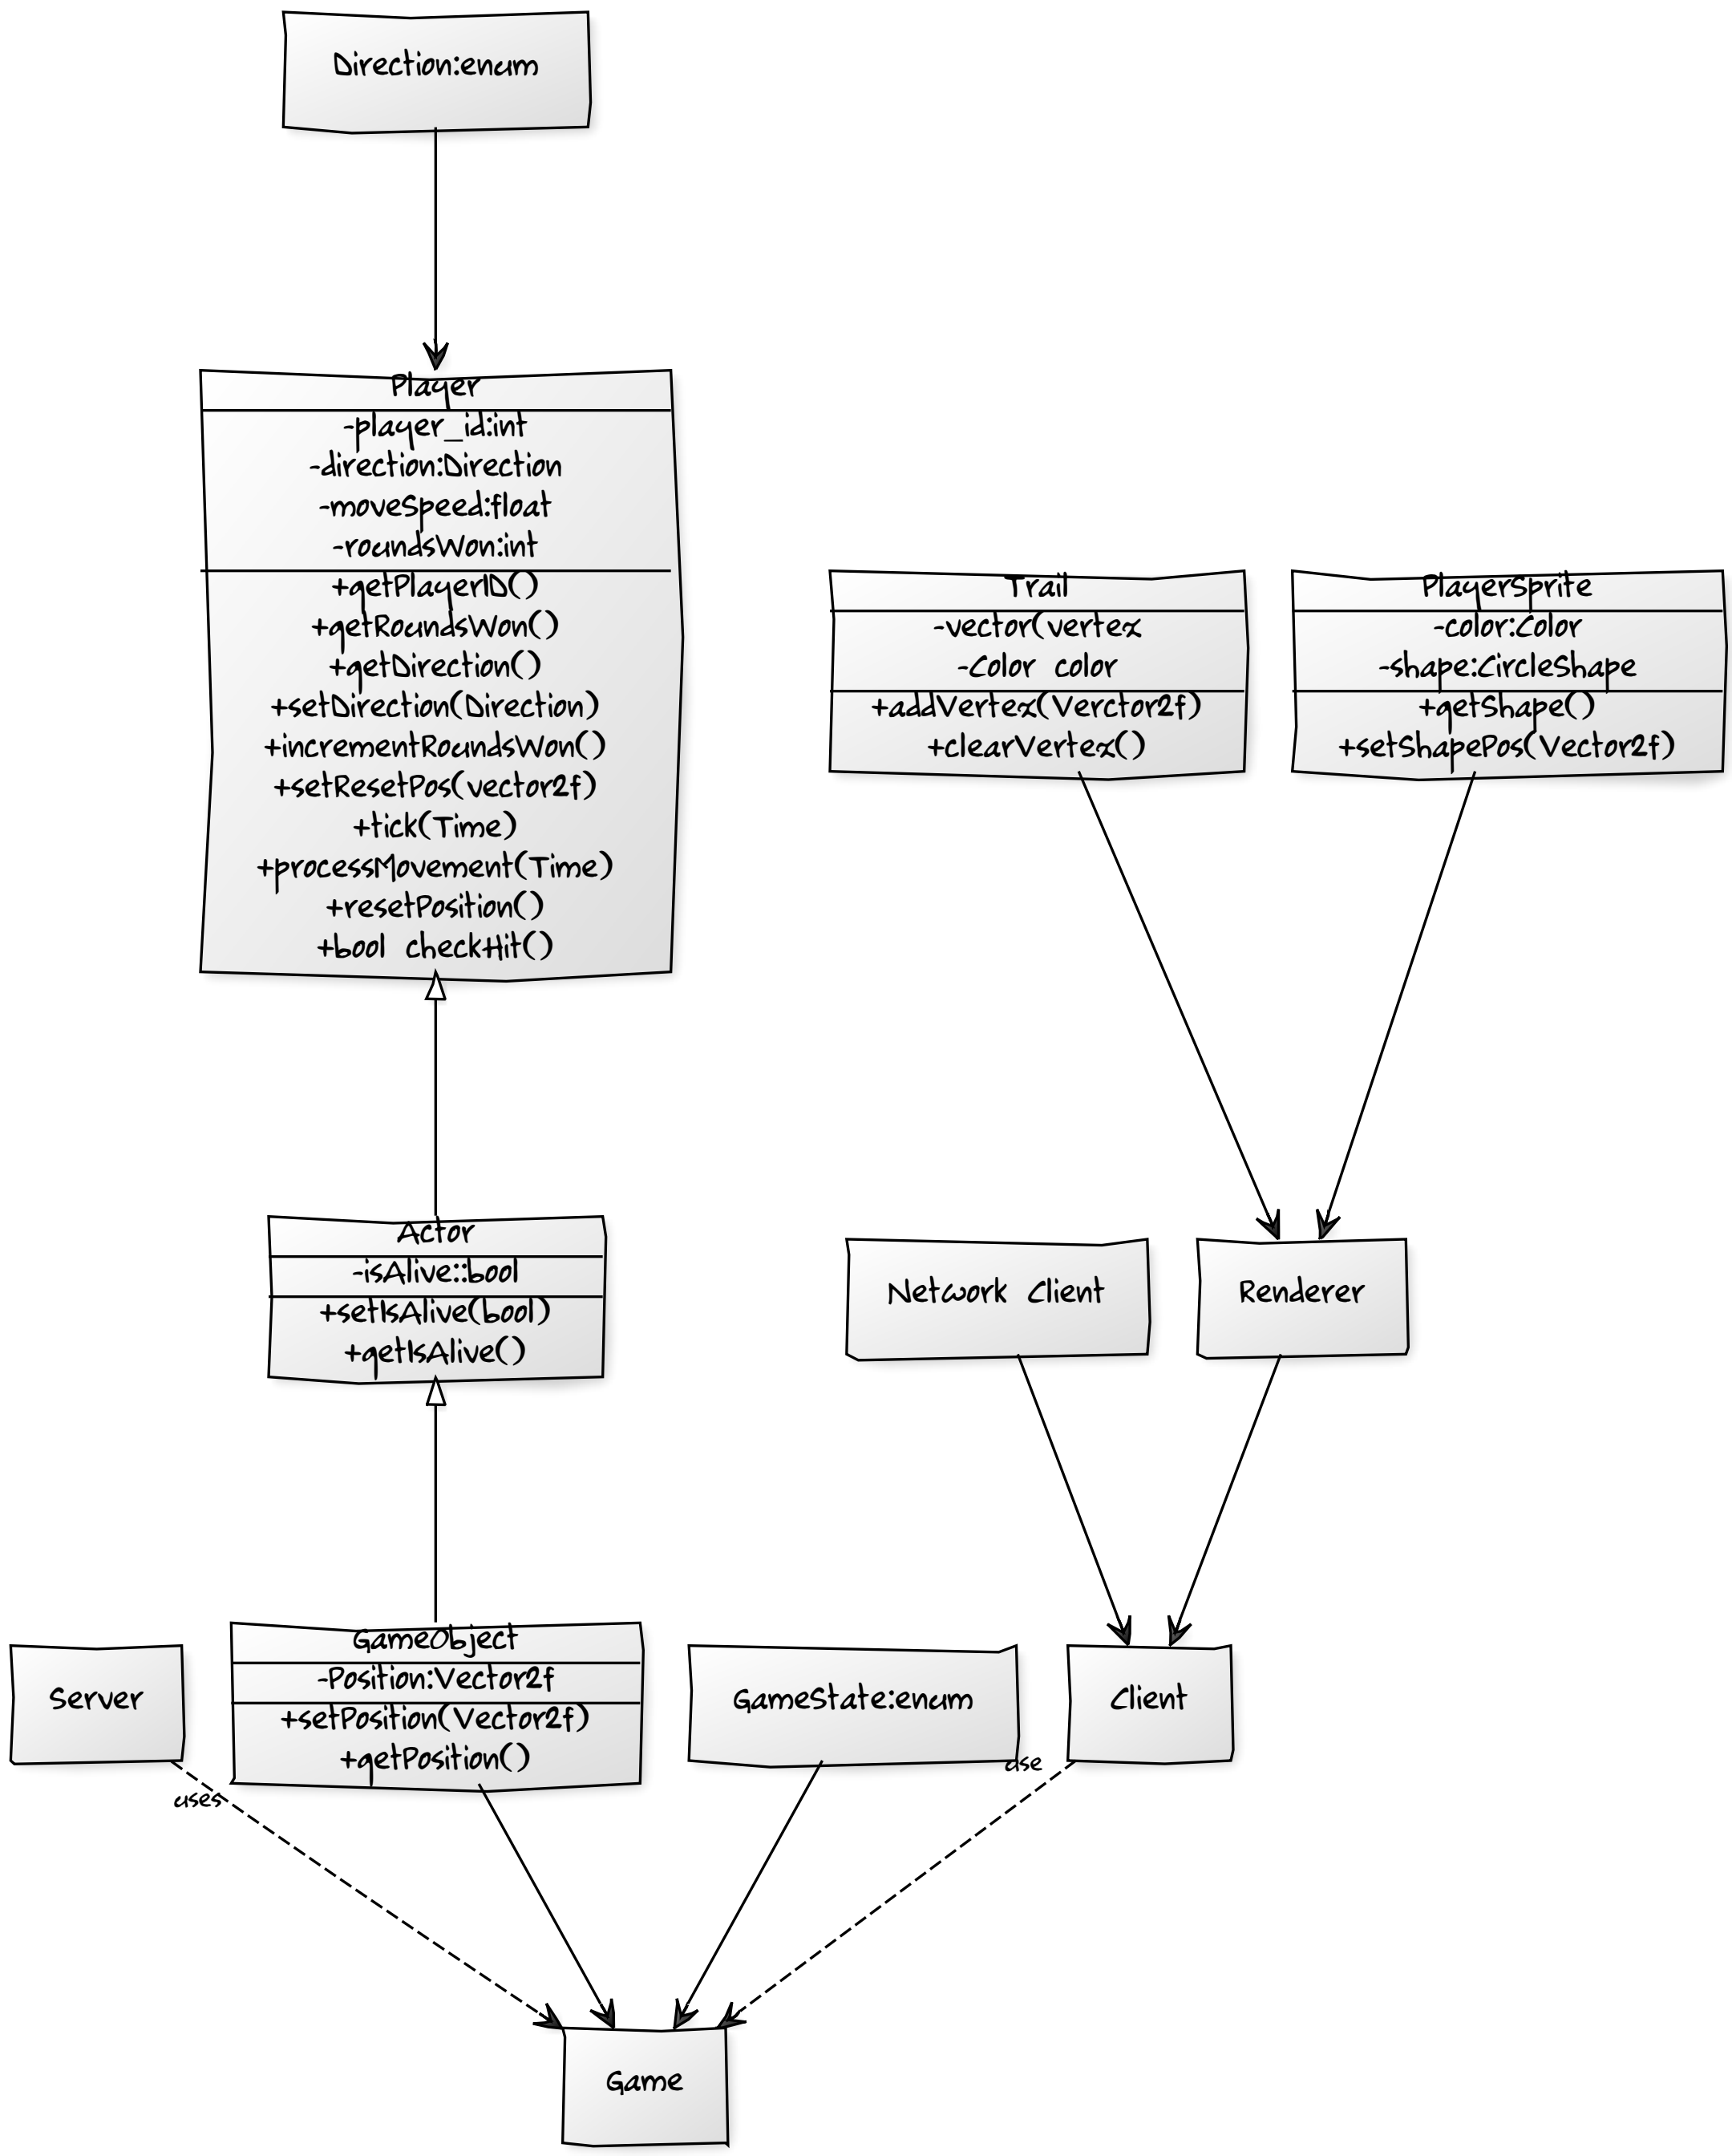 Direction:enum
Player
-player_id:int
-direction:Direction
-moveSpeed:float
-roundsWon:int
+getPlayerID()
+getRoundsWon()
+getDirection()
+setDirection(Direction)
+incrementRoundsWon()
+setResetPos(vector2f)
+tick(Time)
+processMovement(Time)
+resetPosition()
+bool checkHit()
Trail
-vector(vertex
-Color color
+addVertex(Verctor2f)
+clearVertex()
PlayerSprite
-color:Color
-shape:CircleShape
+getShape()
+setShapePos(Vector2f)
Actor
-isAlive::bool
+setIsAlive(bool)
+getIsAlive()
Network Client
Renderer
Server
GameObject
-Position:Vector2f
+setPosition(Vector2f)
+getPosition()
GameState:enum
Client
uses
use
Game